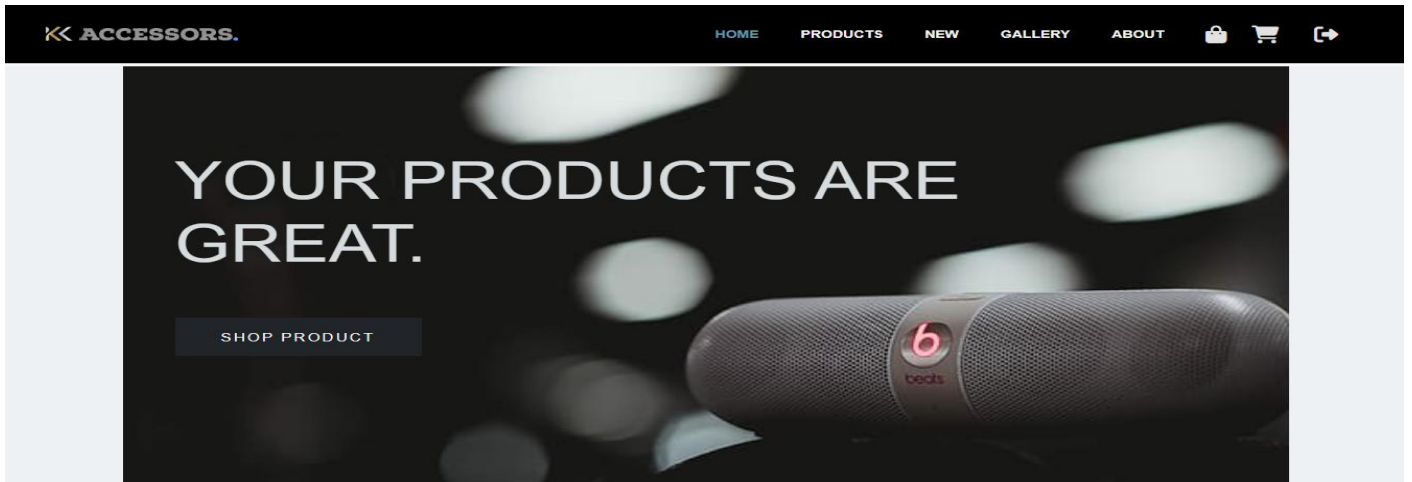 ACCESSORS.
HOME PRODUCTS NEW GALLERY ABOUT
YOUR PRODUCTS ARE
GREAT.
SHOP PRODUCT
b
beats